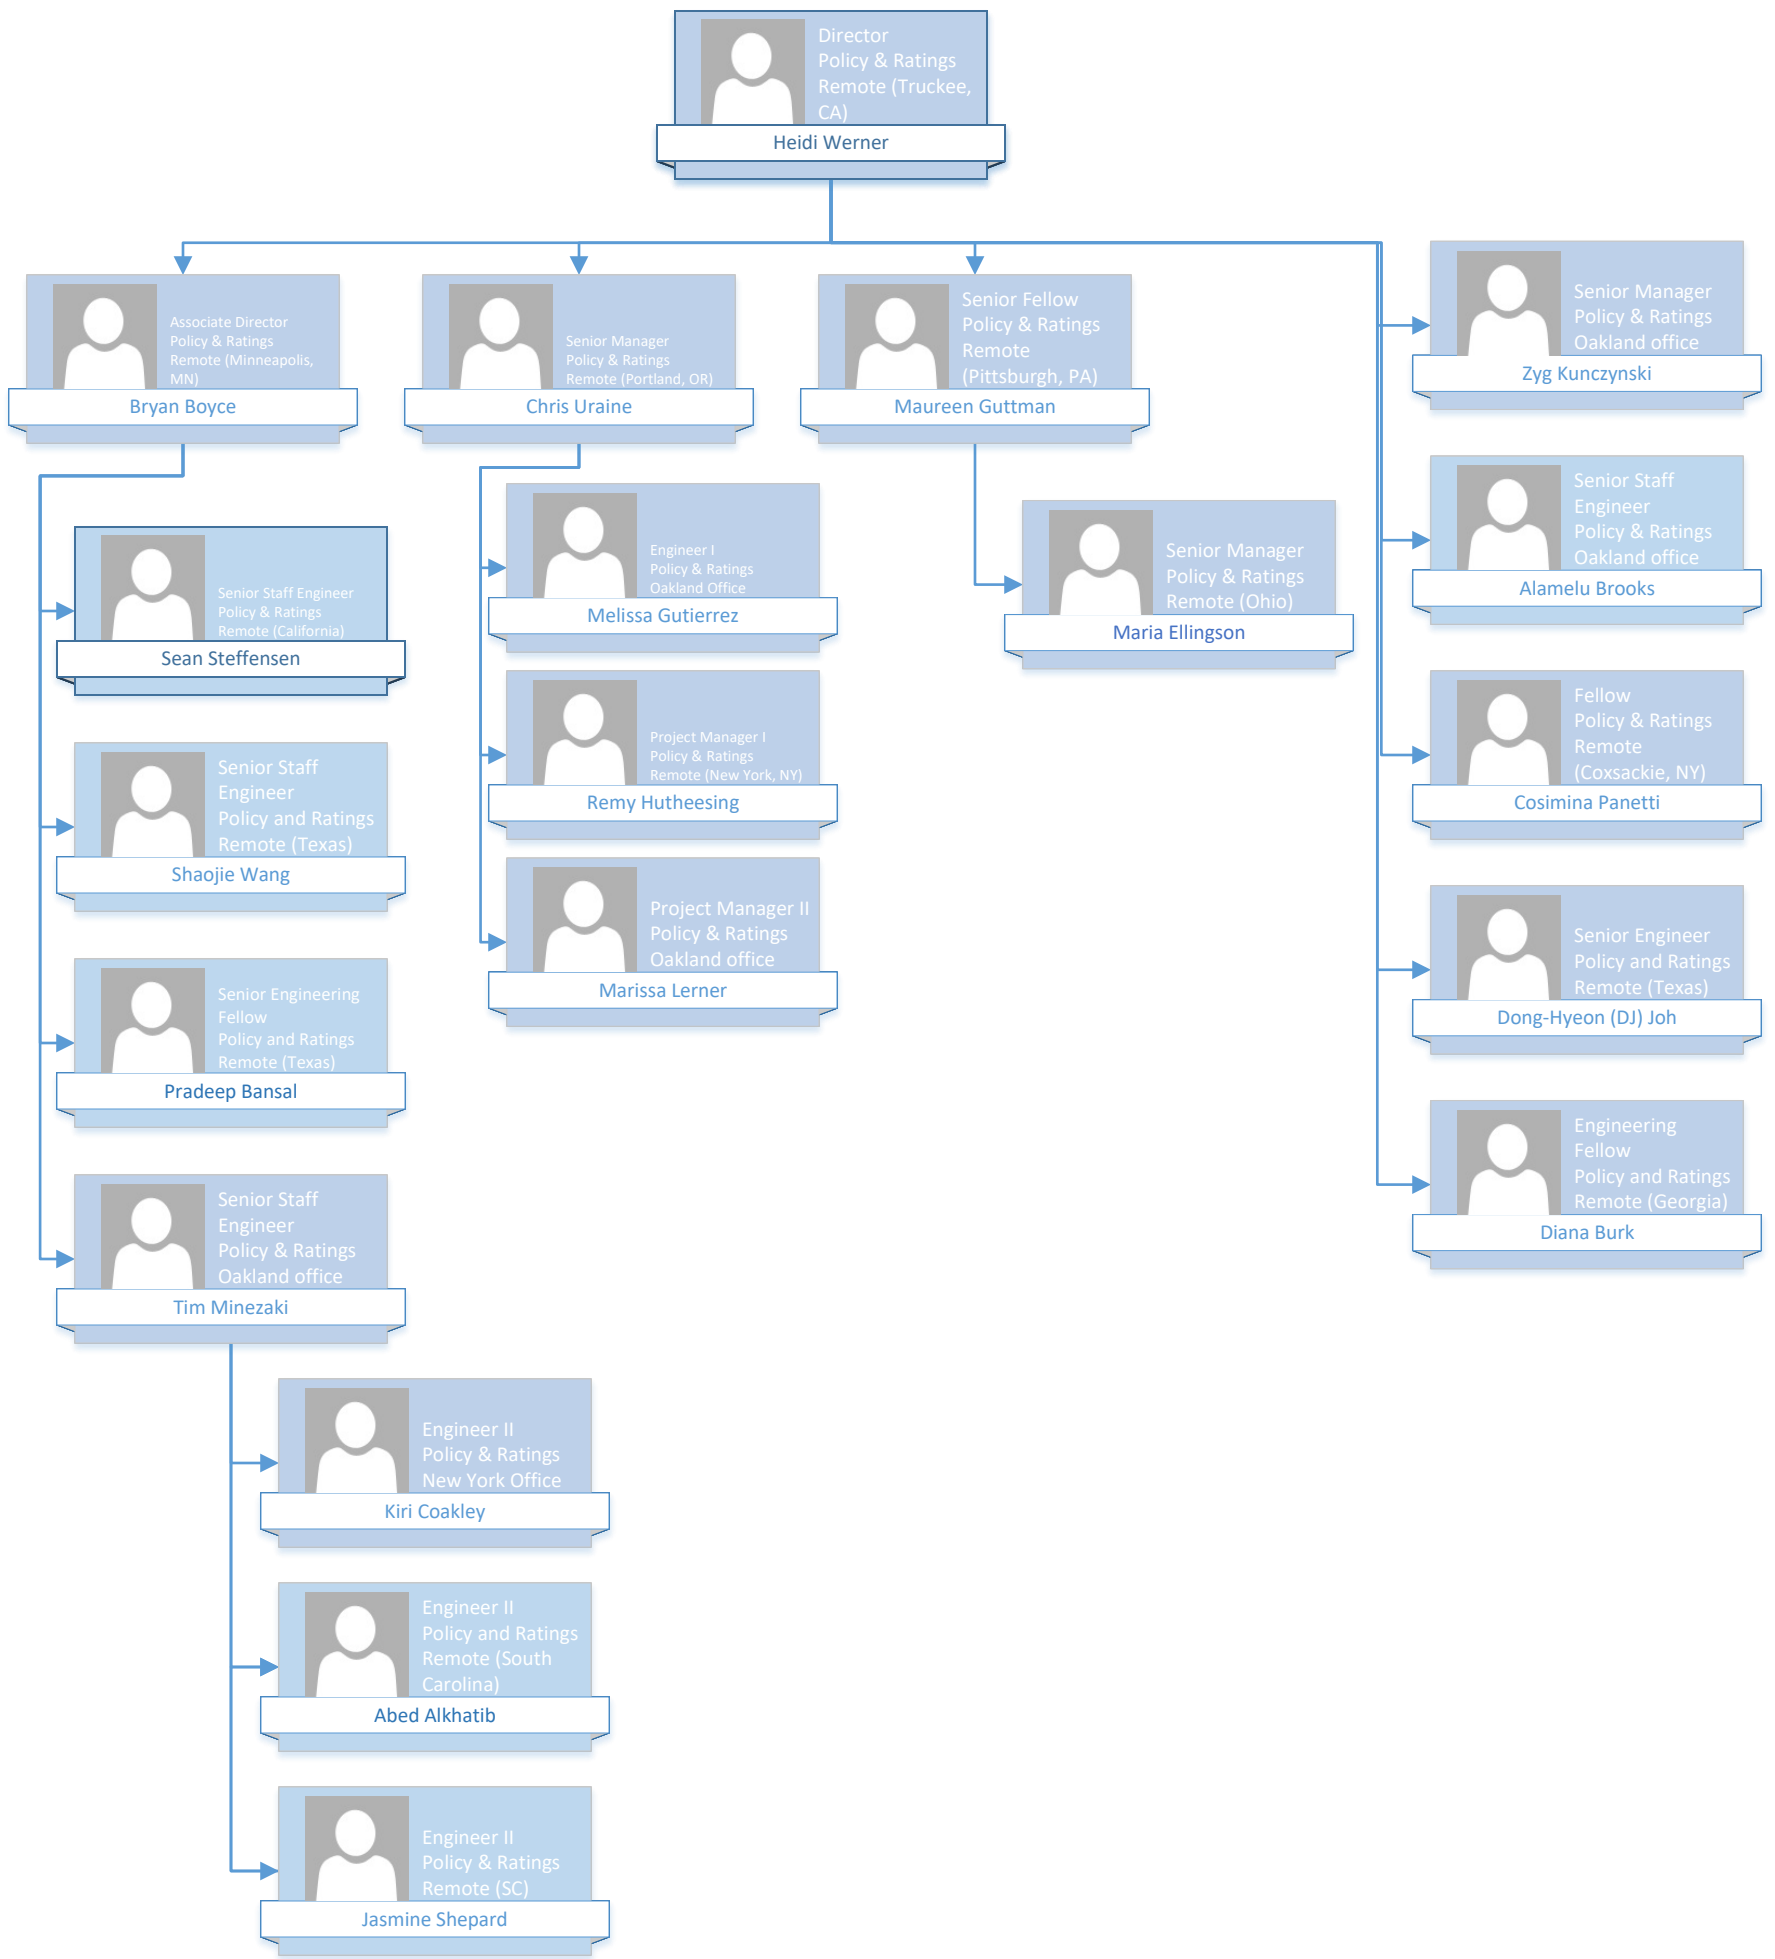 Director
Policy & Ratings
Remote (Truckee,
CA)
Heidi Werner
Associate Director
Policy & Ratings
Remote (Minneapolis,
MN)
Bryan Boyce
Senior Manager
Policy & Ratings
Remote (Portland, OR)
Chris Uraine
Senior Fellow
Policy & Ratings
Remote
(Pittsburgh, PA)
Maureen Guttman
Senior Manager
Policy & Ratings
Oakland office
Zyg Kunczynski
Senior Staff Engineer
Policy & Ratings
Remote (California)
Sean Steffensen
Senior Staff
Engineer
Policy and Ratings
Remote (Texas)
Shaojie Wang
Senior Engineering
Fellow
Policy and Ratings
Remote (Texas)
Pradeep Bansal
Senior Staff
Engineer
Policy & Ratings
Oakland office
Tim Minezaki
Engineer II
Policy & Ratings
New York Office
Kiri Coakley
Engineer II
Policy and Ratings
Remote (South
Carolina)
Abed Alkhatib
Engineer II
Policy & Ratings
Remote (SC)
Jasmine Shepard
Engineer I
Policy & Ratings
Oakland Office
Melissa Gutierrez
Project Manager I
Policy & Ratings
Remote (New York, NY)
Remy Hutheesing
Project Manager II
Policy & Ratings
Oakland office
Marissa Lerner
Senior Manager
Policy & Ratings
Remote (Ohio)
Maria Ellingson
Senior Staff
Engineer
Policy & Ratings
Oakland office
Alamelu Brooks
Fellow
Policy & Ratings
Remote
(Coxsackie, NY)
Cosimina Panetti
Senior Engineer
Policy and Ratings
Remote (Texas)
Dong-Hyeon (DJ) Joh
Engineering
Fellow
Policy and Ratings
Remote (Georgia)
Diana Burk